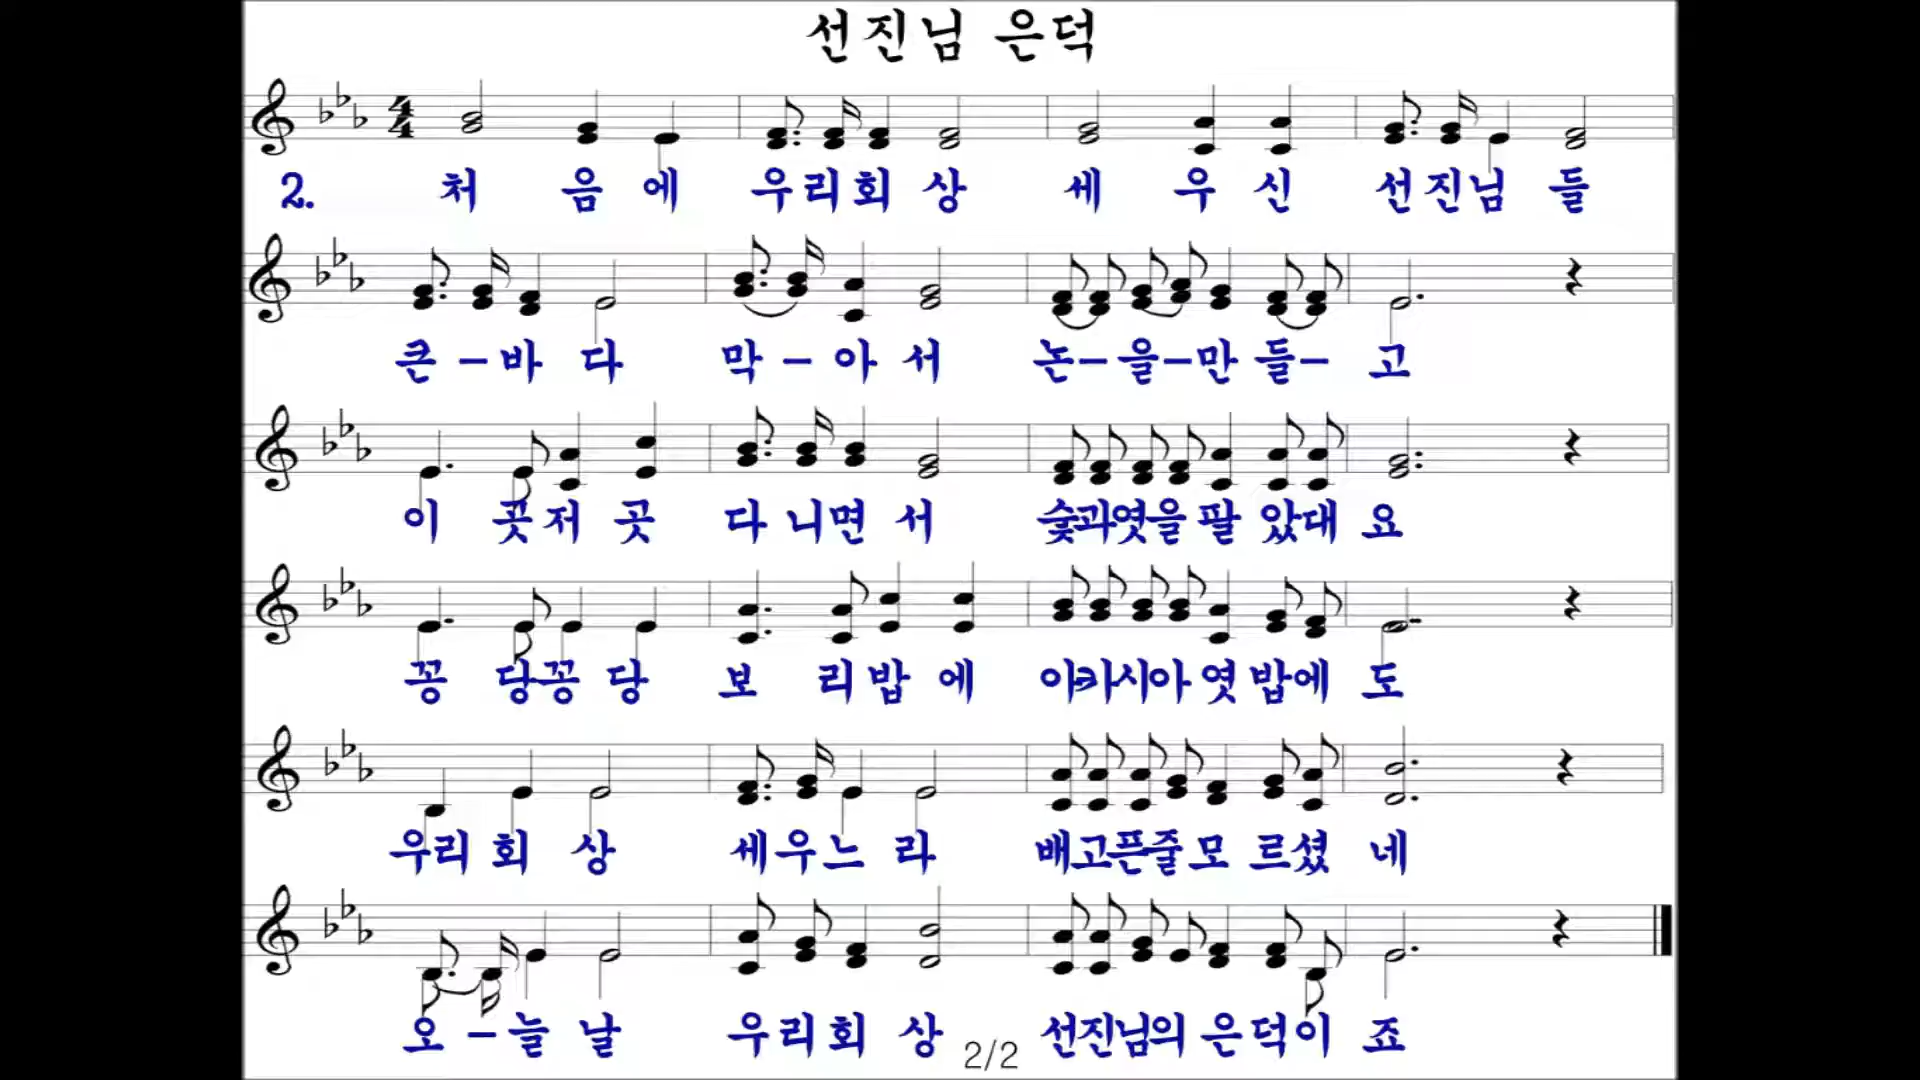 선진님 은덕
2. 처 음 에 우리회 상 세 우 신 선진님 들
큰 - 바 다 막 - 아 서 논-을-만 들- 고
이 곳저 곳 다 니면 서 숯과엿을 팔 았대 요
꽁 당꽁 당 보 리밥 에 아카시아 엿 밥에 도
우리 회 상 세우느 라 배고픈줄 모 르셨 네
오 - 늘 날 우리회 상 선진님의 은덕이 죠
2/2